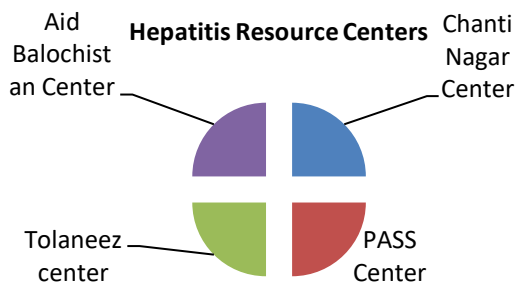 Hepatitis Resource Centers
Aid
Balochist
an Center
Chanti
Nagar
Center
Tolaneez
center
PASS
Center